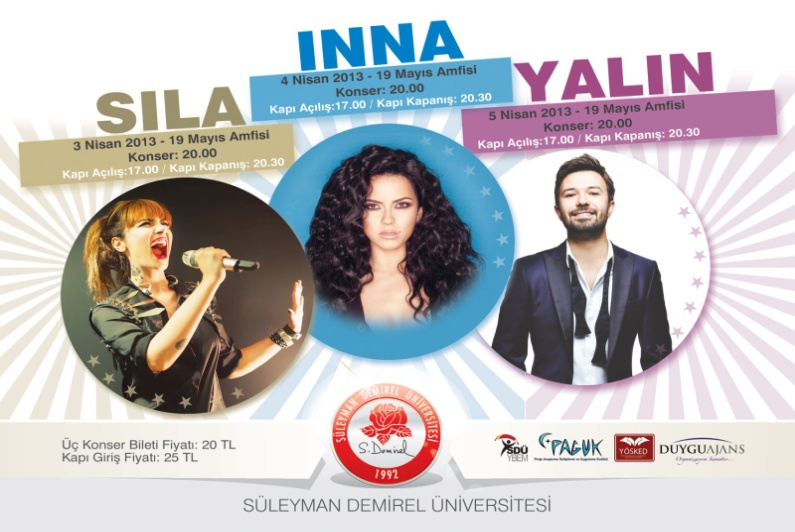 SILA
3 Nisan 2013 - 19 Mayıs Amfisi
Konser: 20.00
Kapı Açılış:17.00 / Kapı Kapanış: 20.30
INNA
4 Nisan 2013 - 19 Mayıs Amfisi
Konser: 20.00
Kapı Açılış:17.00 / Kapı Kapanış: 20.30
YALIN
5 Nisan 2013 - 19 Mayıs Amfisi
Konser: 20.00
Kapı Açılış:17.00 / Kapı Kapanış: 20.30
Üç Konser Bileti Fiyatı: 20 TL
Kapı Giriş Fiyatı: 25 TL
SÜLEYMAN DEMİREL ÜNİVERSİTESİ
S. Demirel
1992
SDÜ
YBEM
PAGUK
YÖSKED
DUYGUAJANS
SÜLEYMAN DEMİREL ÜNİVERSİTESİ